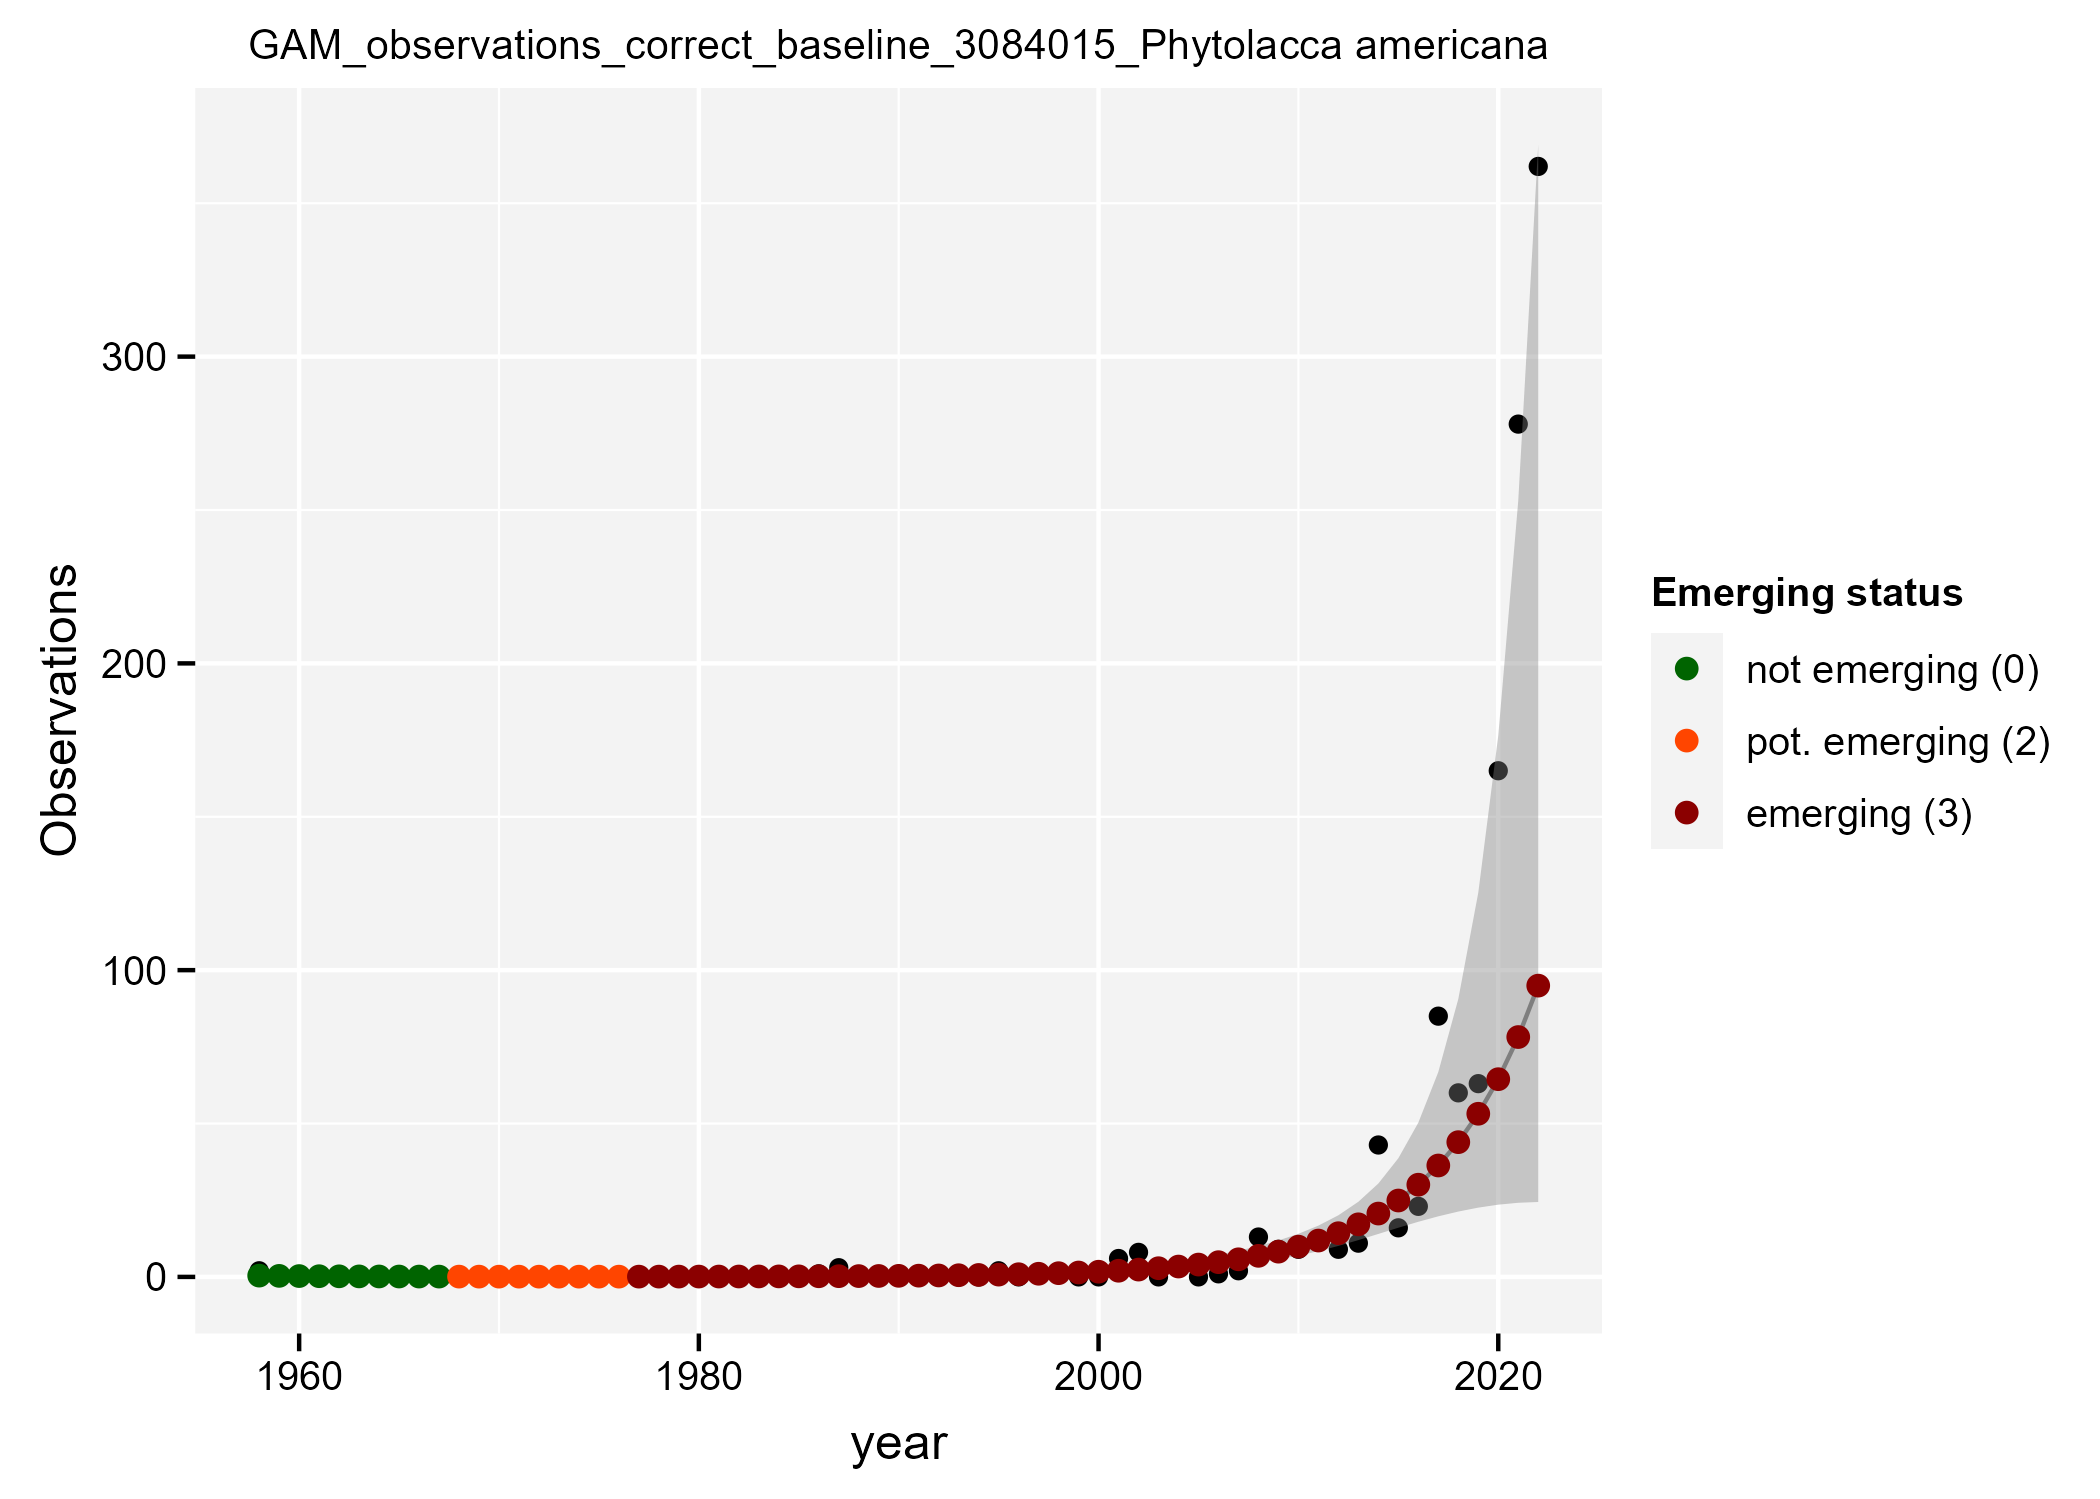 GAM_observations_correct_baseline_3084015_Phytolacca americana
Observations
300
200
100
0
1960
1980
2000
2020
year
Emerging status
not emerging (0)
pot. emerging (2)
emerging (3)